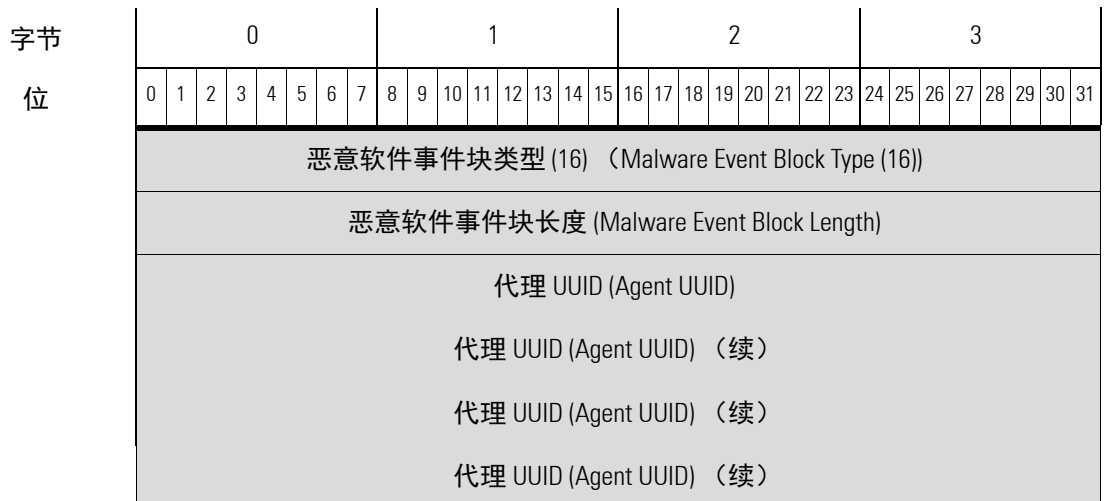 字节 0 1 2 3
位 0 1 2 3 4 5 6 7 8 9 10 11 12 13 14 15 16 17 18 19 20 21 22 23 24 25 26 27 28 29 30 31
恶意软件事件块类型 (16) （Malware Event Block Type (16))
恶意软件事件块长度 (Malware Event Block Length)
代理 UUID (Agent UUID)
代理 UUID (Agent UUID) （续）
代理 UUID (Agent UUID) （续）
代理 UUID (Agent UUID) （续）